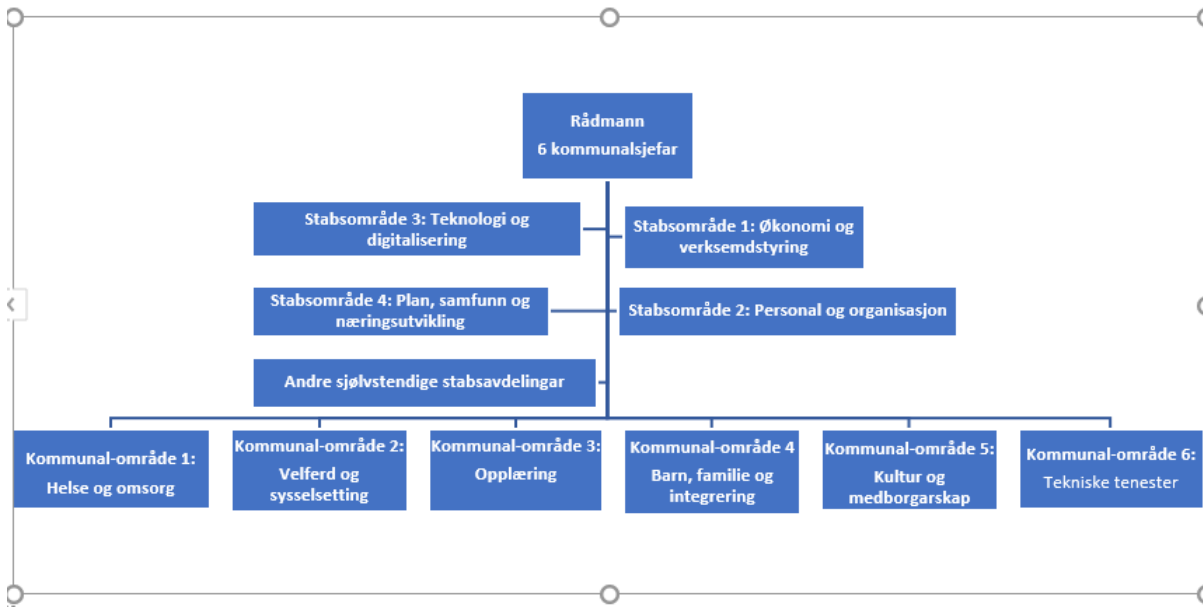 Rådmann
6 kommunalsjefar
Stabsområde 3: Teknologi og
digitalisering
Stabsområde 1: Økonomi og
verksemdstyring
Stabsområde 4: Plan, samfunn og
næringsutvikling
Stabsområde 2: Personal og organisasjon
Andre sjølvstendige stabsavdelingar
Kommunal-område 1:
Helse og omsorg
Kommunal-område 2:
Velferd og
sysselsetting
Kommunal-område 3:
Opplæring
Kommunal-område 4
Barn, familie og
integrering
Kommunal-område 5:
Kultur og
medborgarskap
Kommunal-område 6:
Tekniske tenester